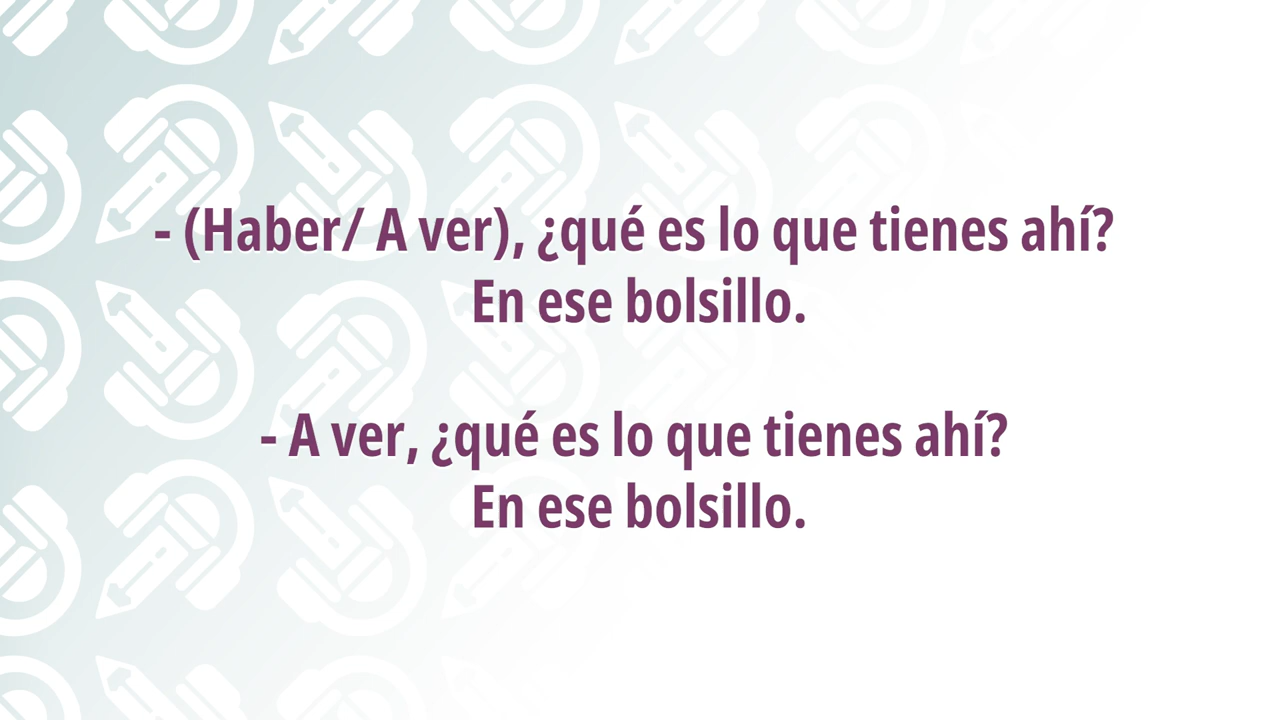 - (Haber/ A ver), ¿qué es lo que tienes ahí?
En ese bolsillo.
- A ver, ¿qué es lo que tienes ahí?
En ese bolsillo.